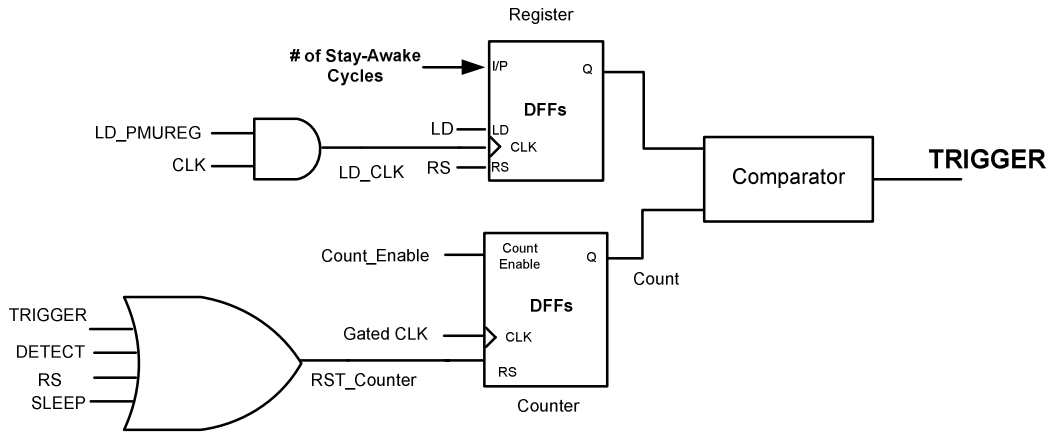 Register
# of Stay-Awake
Cycles
I/P
Q
DFFs
LD_PMUREG
CLK
LD_CLK
LD
LD
CLK
RS
RS
Comparator
TRIGGER
Count_Enable
Count
Enable
Q
Count
DFFs
Gated CLK
CLK
RS
Counter
TRIGGER
DETECT
RS
SLEEP
RST_Counter